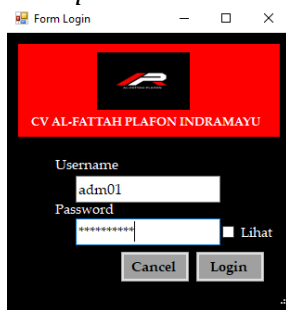 Form Login
CV AL-FATTAH PLAFON INDRAMAYU
Username
adm01
Password
**********
Lihat
Cancel
Login